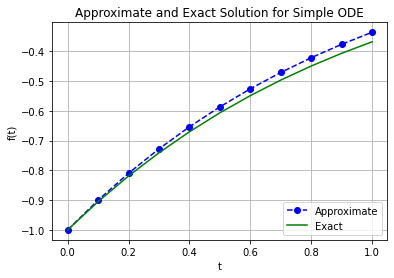 Approximate and Exact Solution for Simple ODE
f(t)
−0.4
−0.5
−0.6
−0.7
−0.8
−0.9
−1.0
Approximate
Exact
0.0 0.2 0.4 0.6 0.8 1.0
t